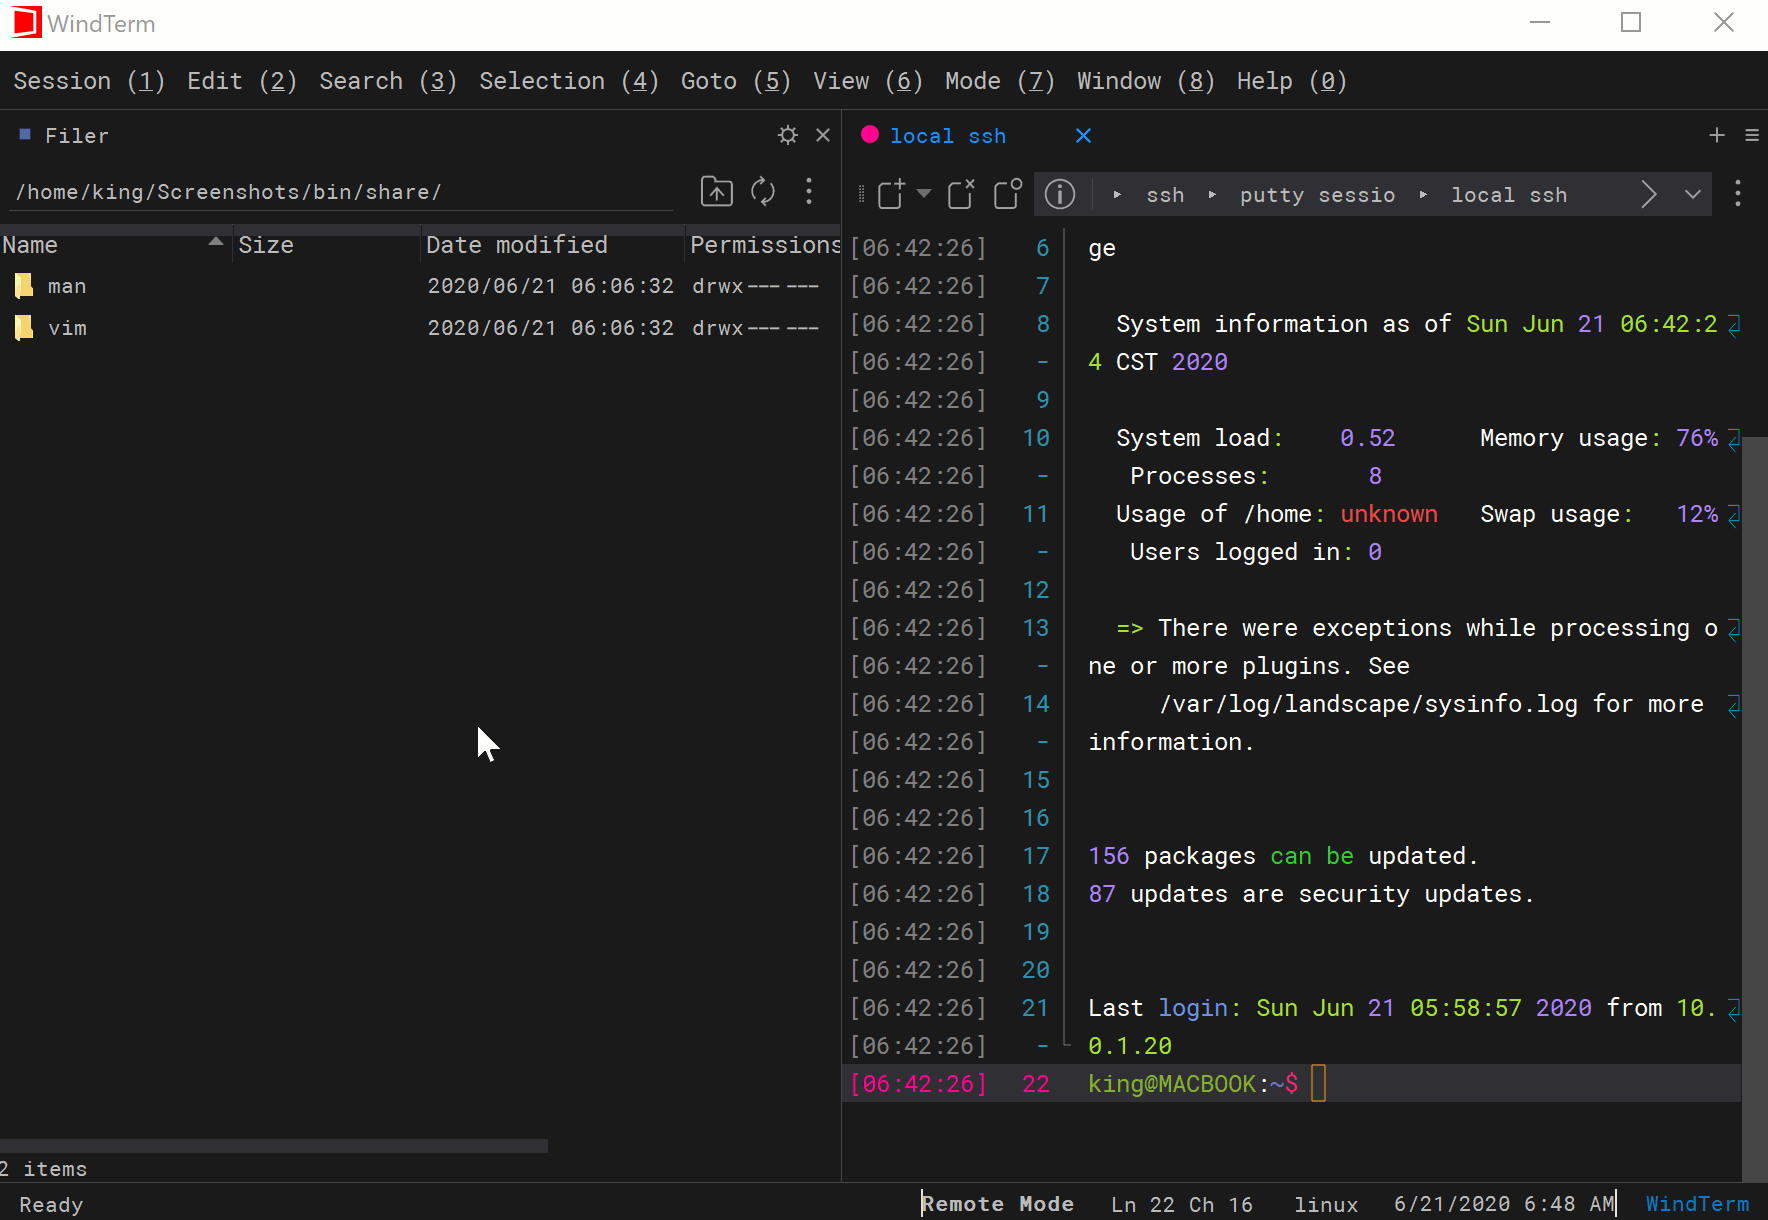 WindTerm
Session (1) Edit (2) Search (3) Selection (4) Goto (5) View (6) Mode (7) Window (8) Help (0)
Filer
/home/king/Screenshots/bin/share/
Name Size Date modified Permissions
man 2020/06/21 06:06:32 drwx------
vim 2020/06/21 06:06:32 drwx------
2 items
local ssh
ssh putty sessio local ssh
[06:42:26] 6 ge
[06:42:26] 7
[06:42:26] 8 System information as of Sun Jun 21 06:42:2
[06:42:26] - 4 CST 2020
[06:42:26] 9
[06:42:26] 10 System load: 0.52 Memory usage: 76%
[06:42:26] - Processes: 8
[06:42:26] 11 Usage of /home: unknown Swap usage: 12%
[06:42:26] - Users logged in: 0
[06:42:26] 12
[06:42:26] 13 => There were exceptions while processing o
[06:42:26] - ne or more plugins. See
[06:42:26] 14 /var/log/landscape/sysinfo.log for more
[06:42:26] - information.
[06:42:26] 15
[06:42:26] 16
[06:42:26] 17 156 packages can be updated.
[06:42:26] 18 87 updates are security updates.
[06:42:26] 19
[06:42:26] 20
[06:42:26] 21 Last login: Sun Jun 21 05:58:57 2020 from 10.
[06:42:26] - 0.1.20
[06:42:26] 22 king@MACBOOK:~$
Ready Remote Mode Ln 22 Ch 16 linux 6/21/2020 6:48 AM WindTerm